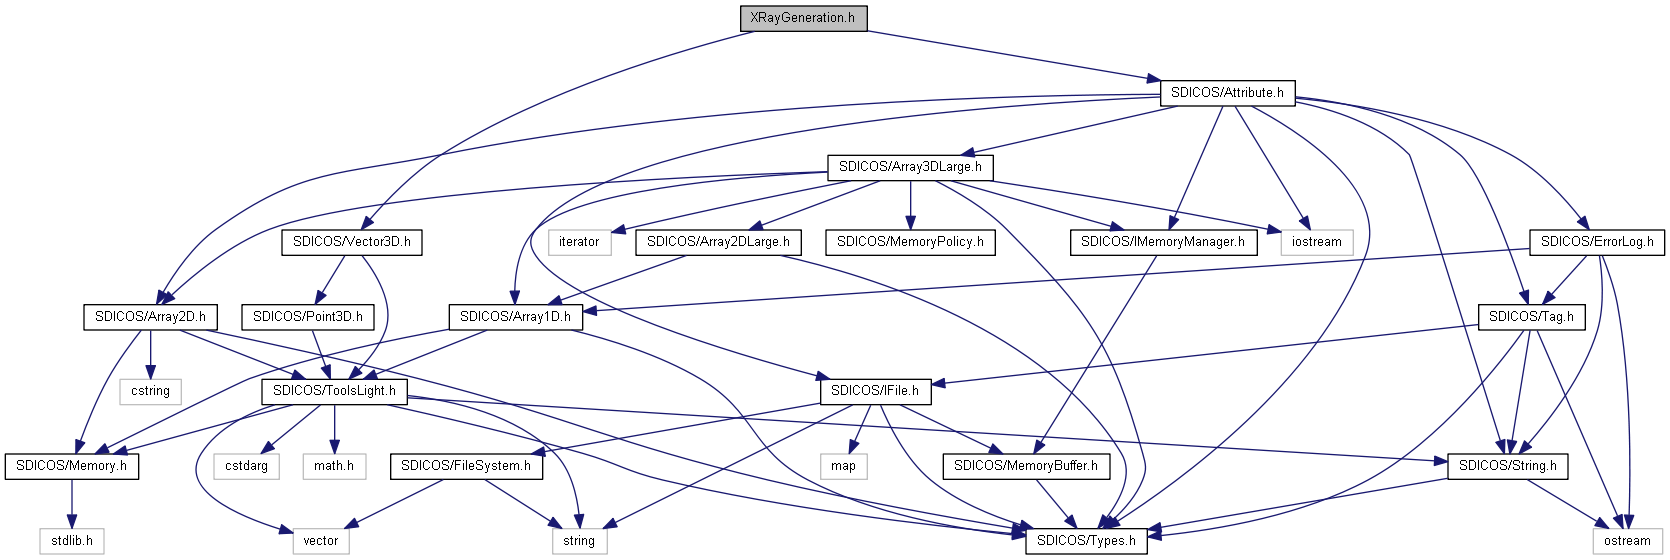 XRayGeneration.h
SDICOS/Attribute.h
SDICOS/Array3DLarge.h
SDICOS/Vector3D.h
iterator
SDICOS/Array2DLarge.h
SDICOS/MemoryPolicy.h
SDICOS/IMemoryManager.h
iostream
SDICOS/ErrorLog.h
SDICOS/Array2D.h
SDICOS/Point3D.h
SDICOS/Array1D.h
SDICOS/Tag.h
cstring
SDICOS/ToolsLight.h
SDICOS/IFile.h
SDICOS/Memory.h
cstdarg
math.h
SDICOS/FileSystem.h
map
SDICOS/MemoryBuffer.h
SDICOS/String.h
stdlib.h
vector
string
SDICOS/Types.h
ostream